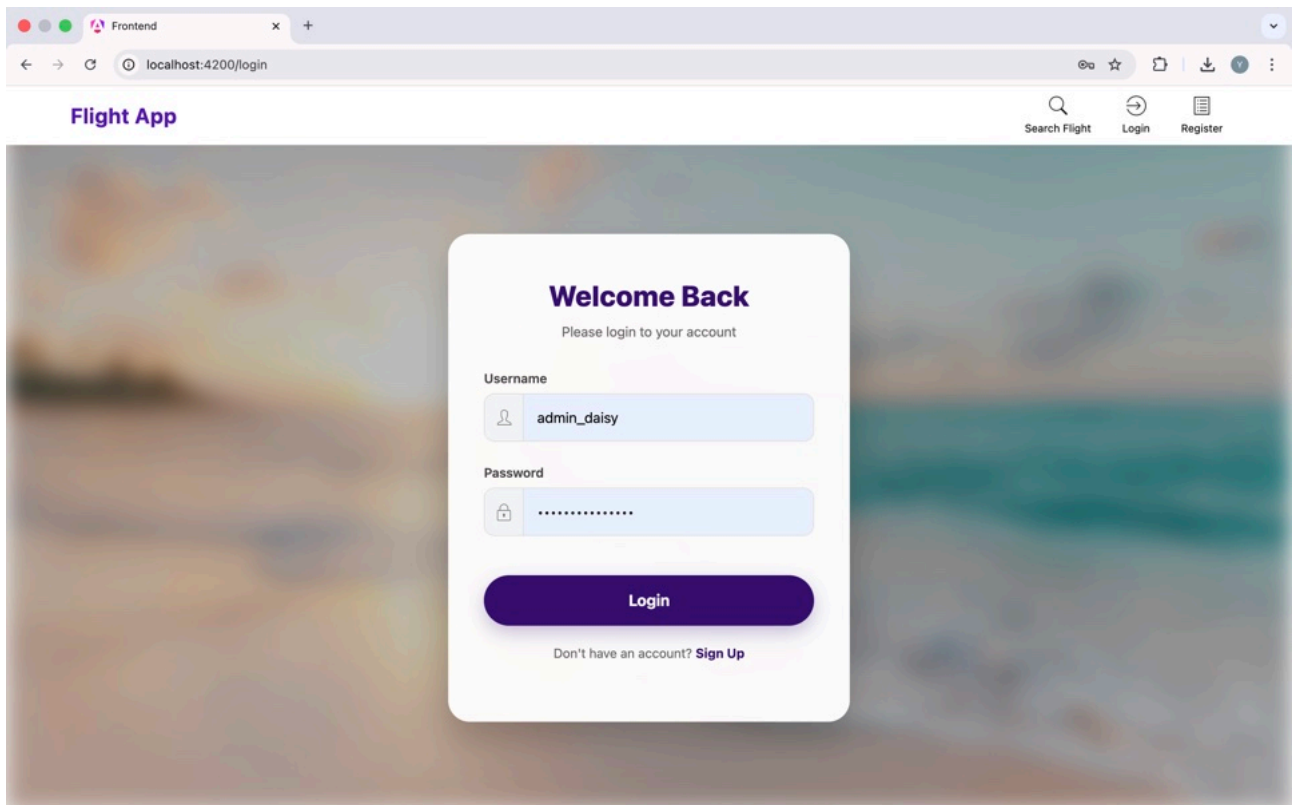 Frontend
localhost:4200/login
Y
Flight App
Search Flight
Login
Register
Welcome Back
Please login to your account
Username
admin_daisy
Password
•••••••••••••••
Login
Don't have an account? Sign Up